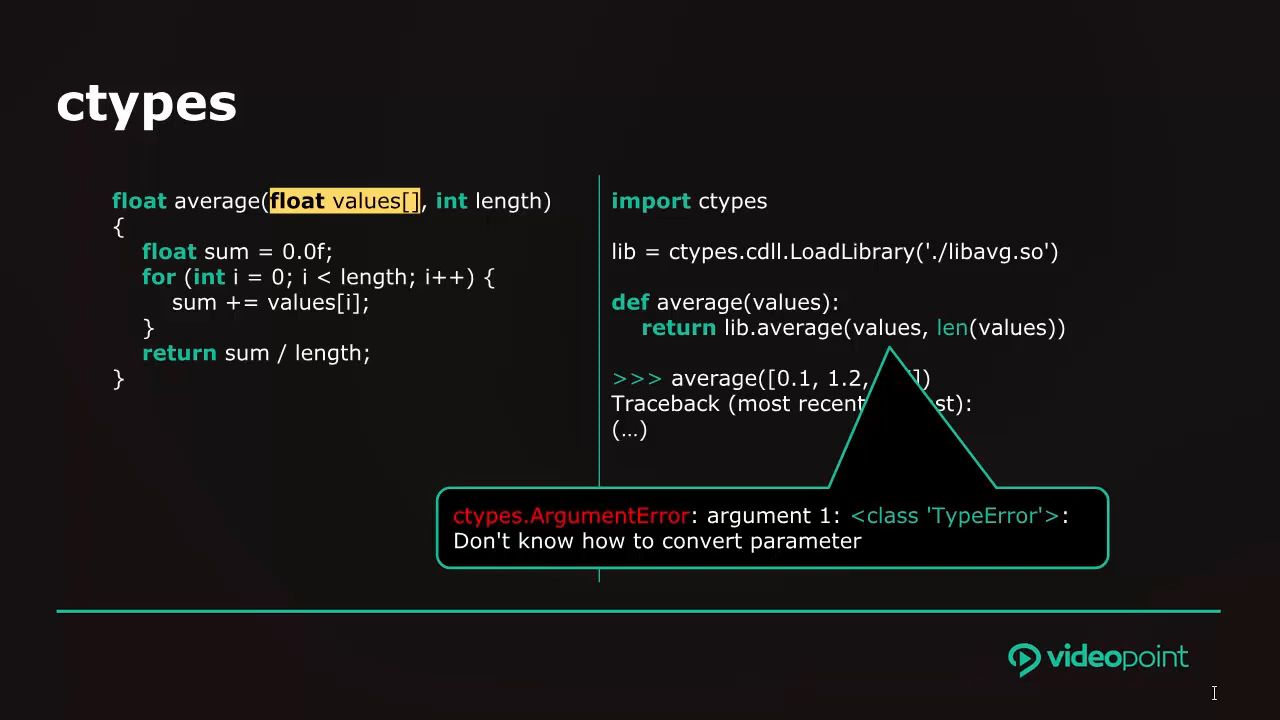 ctypes
float average(float values[], int length)
{
float sum = 0.0f;
for (int i = 0; i < length; i++) {
sum += values[i];
}
return sum / length;
}
import ctypes
lib = ctypes.cdll.LoadLibrary('./libavg.so')
def average(values):
return lib.average(values, len(values))
>>> average([0.1, 1.2, ])
Traceback (most recent st):
(…)
ctypes.ArgumentError: argument 1: <class 'TypeError'>:
Don't know how to convert parameter
videopoint